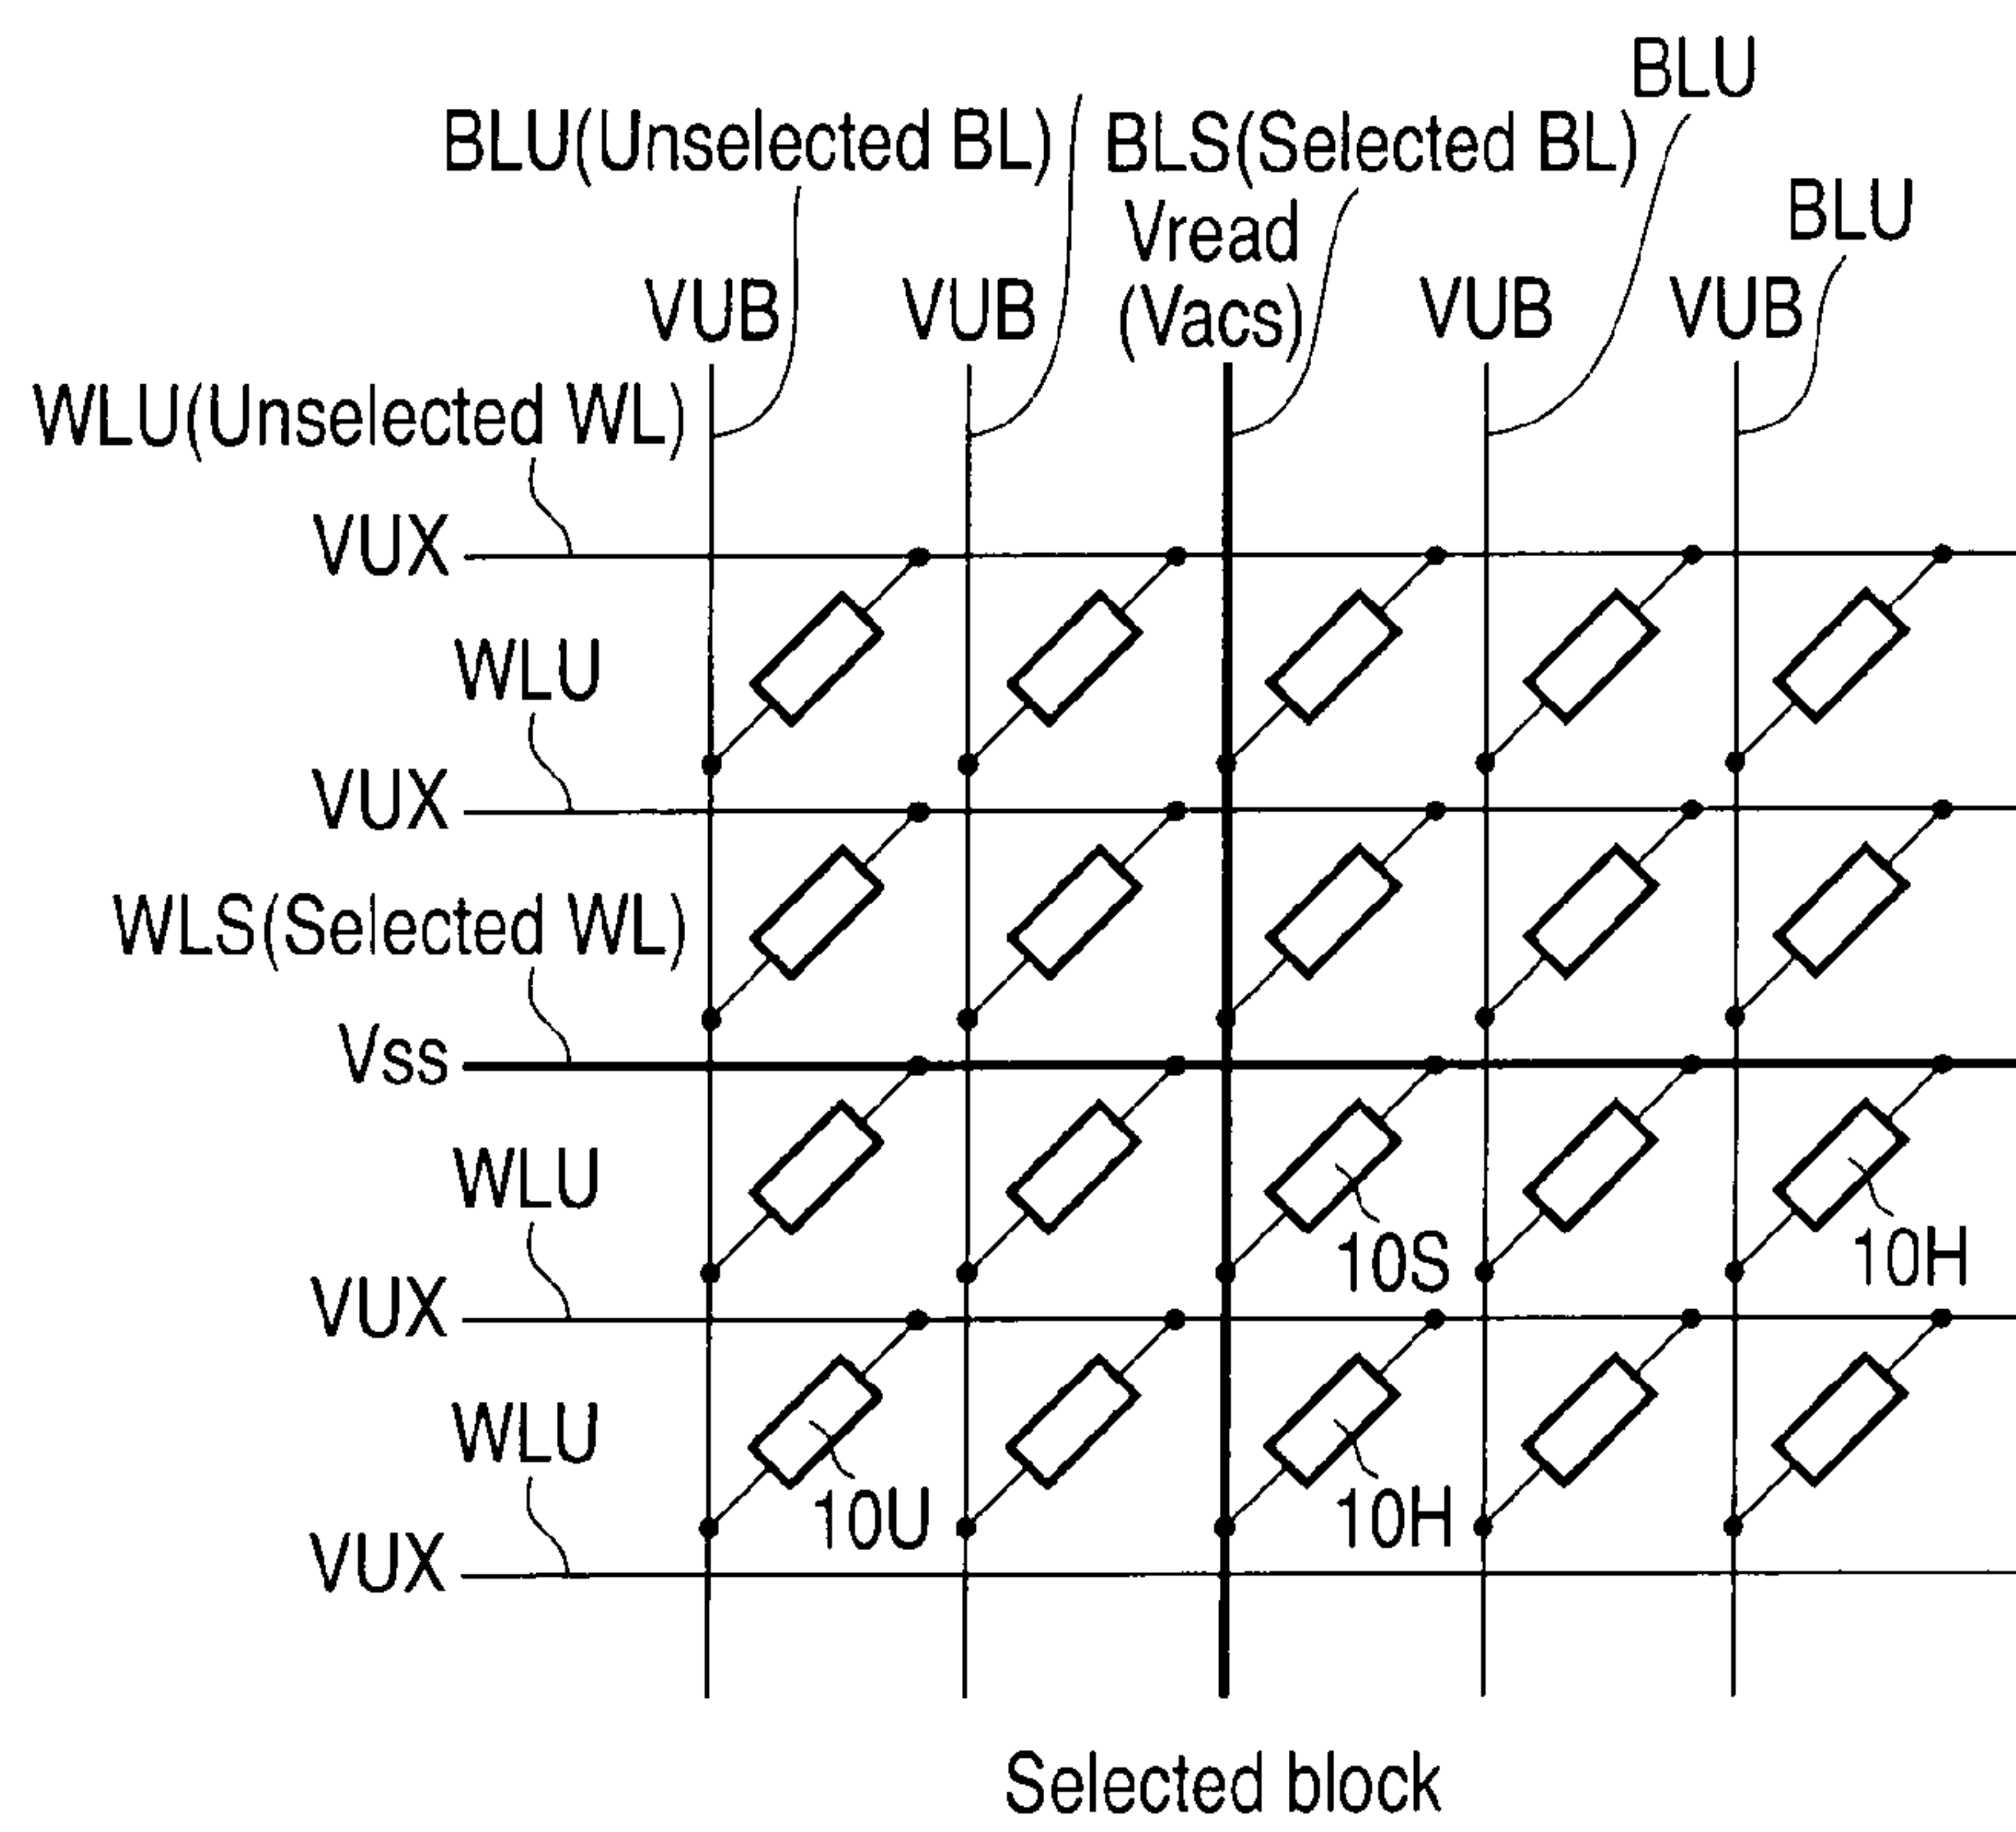 BLU
BLU(Unselected BL)
BLS(Selected BL)
BLU
Vread
VUB
VUB
(Vacs)
VUB
VUB
WLU(Unselected WL)
VUX
WLU
VUX
WLS(Selected WL)
Vss
WLU
10S
10H
VUX
WLU
10U
10H
VUX
Selected block